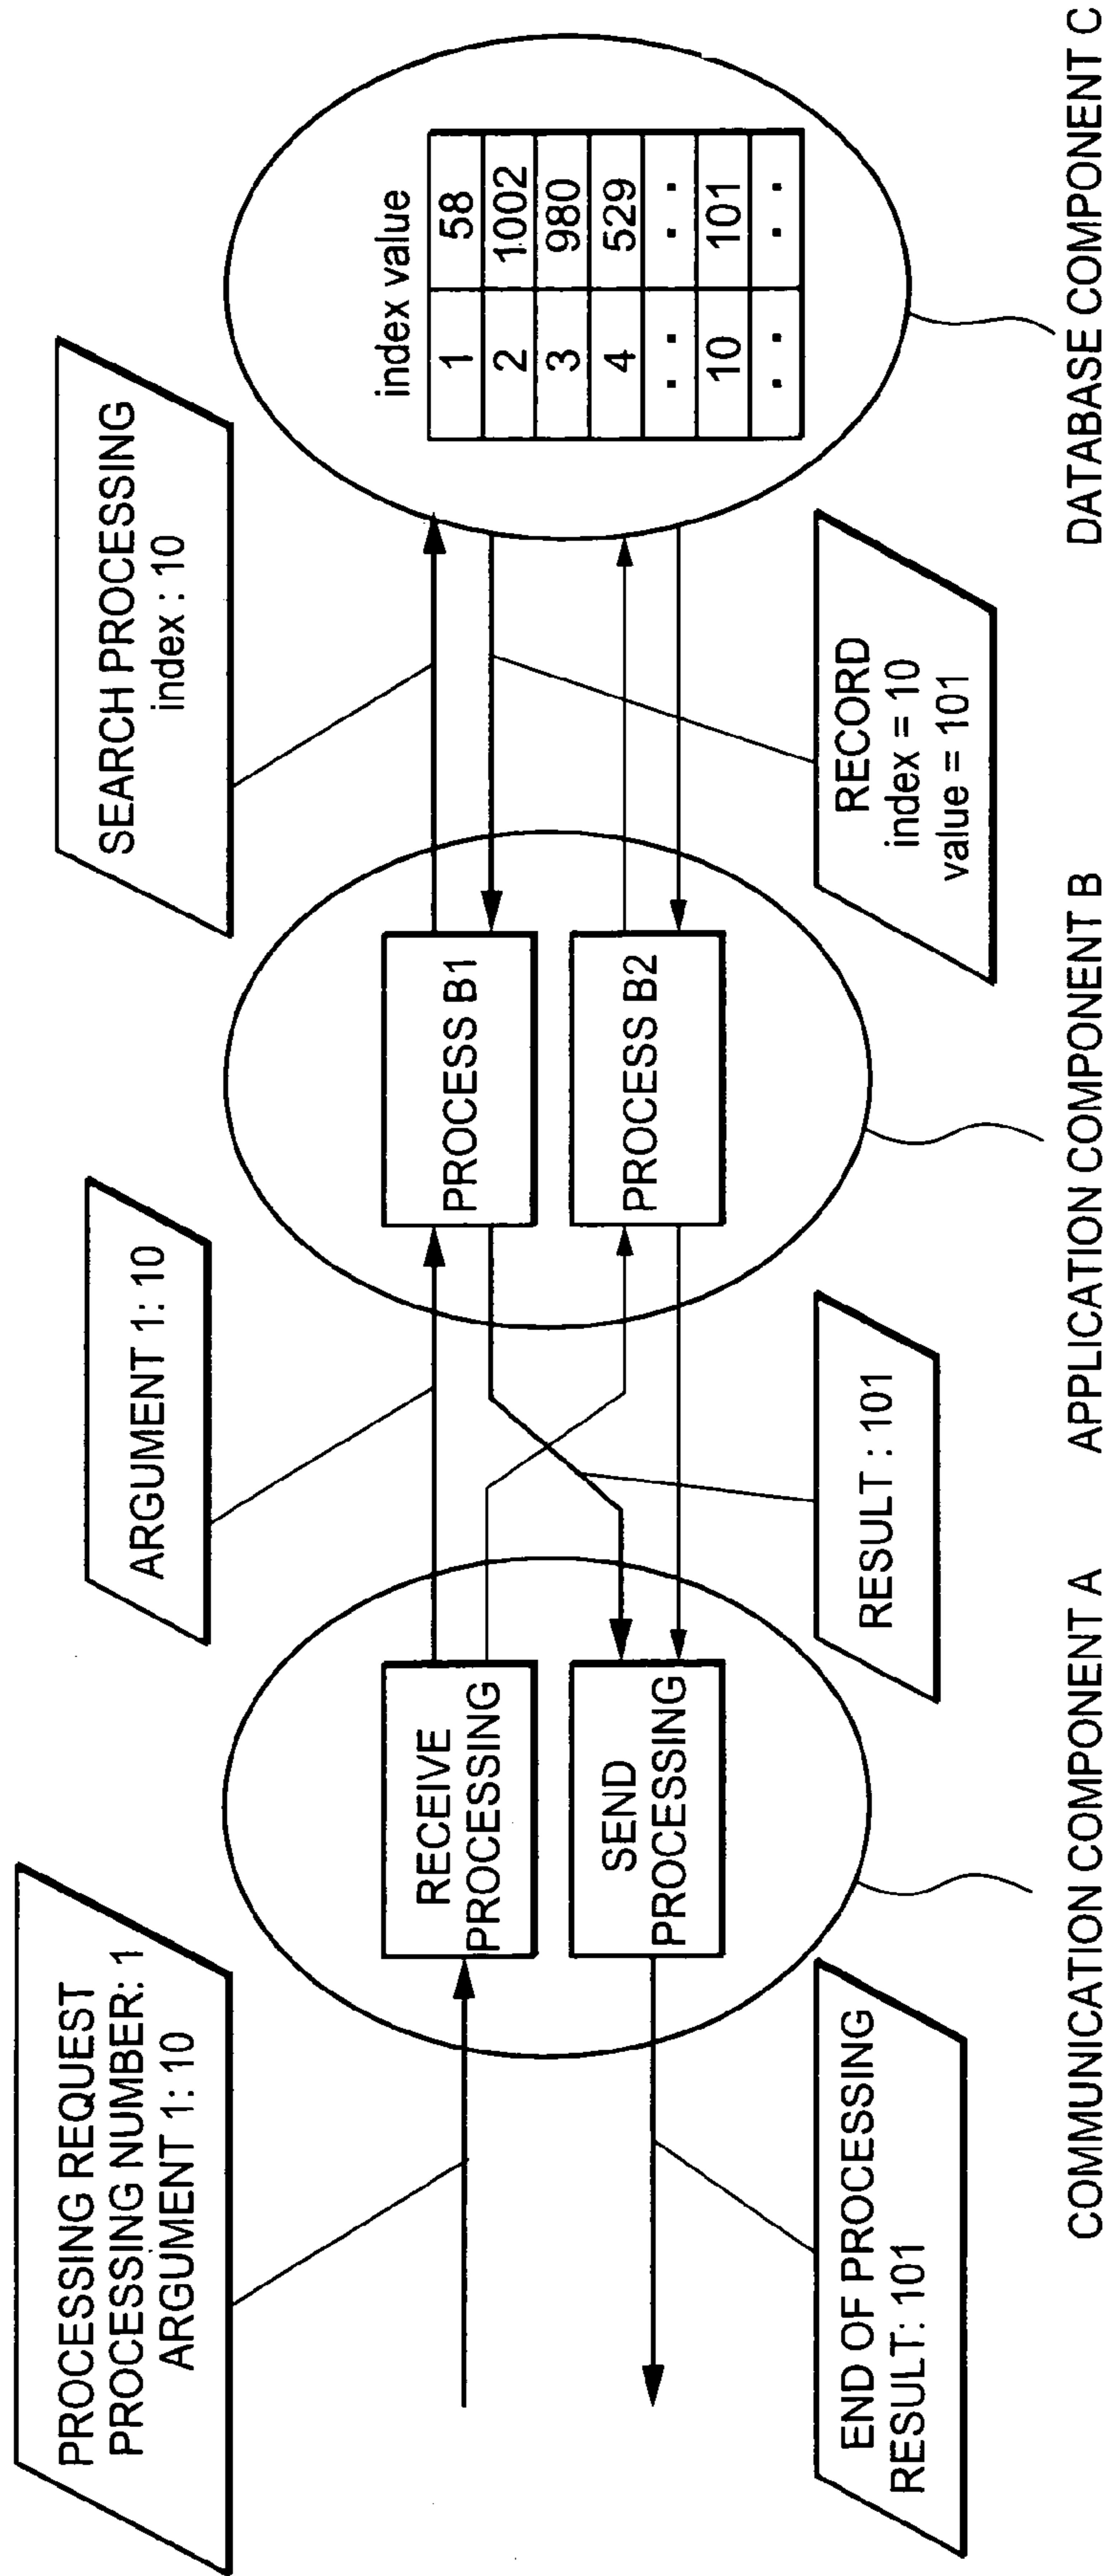 PROCESSING REQUEST
PROCESSING NUMBER: 1
ARGUMENT 1: 10
ARGUMENT 1: 10
SEARCH PROCESSING
index : 10
RECEIVE
PROCESSING
SEND
PROCESSING
PROCESS B1
PROCESS B2
index value
1 58
2 1002
3 980
4 529
: :
10 101
: :
END OF PROCESSING
RESULT: 101
RESULT : 101
RECORD
index = 10
value = 101
COMMUNICATION COMPONENT A
APPLICATION COMPONENT B
DATABASE COMPONENT C